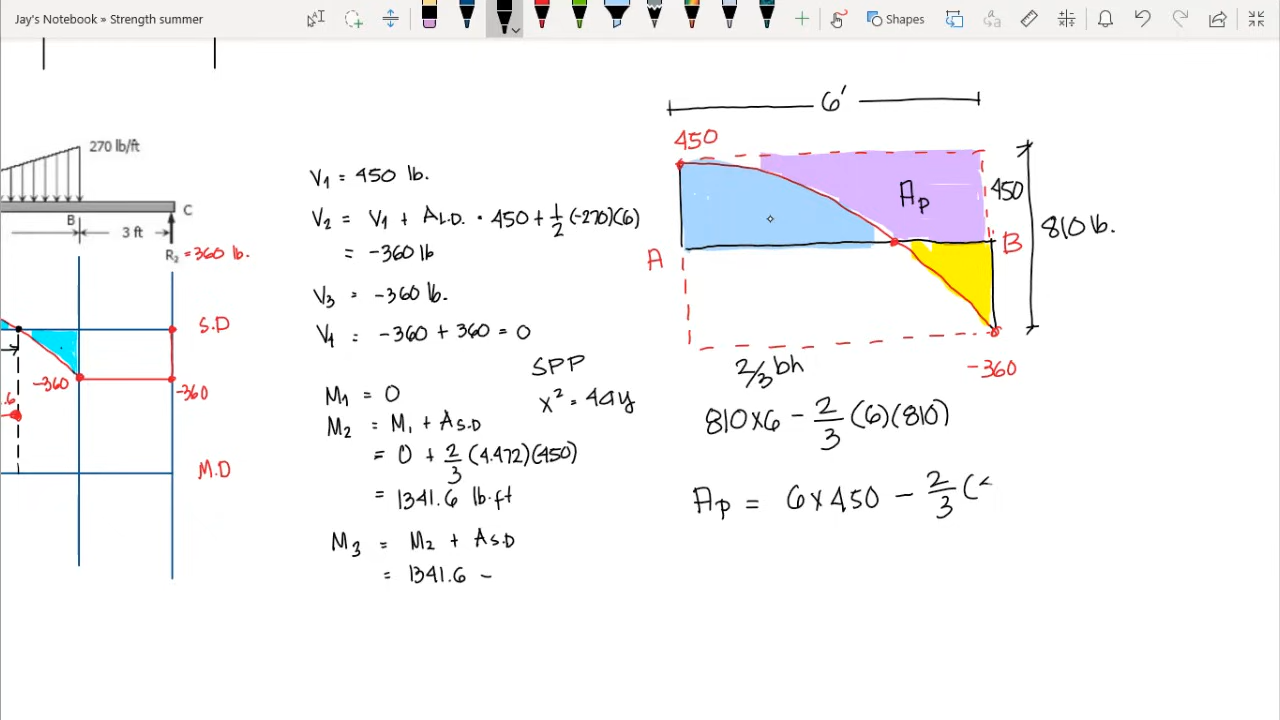 Jay's Notebook » Strength summer
Shapes
270 lb/ft
B
C
3 ft
R₂ = 360 lb.
S.D
-360
-360
.6
M.D
V1 = 450 lb.
V2 = V1 + AL.D. · 450 + 1/2 (-270)(6)
= -360 lb
V3 = -360 lb.
V4 = -360 + 360 = 0
SPP
x² = 4ay
M1 = 0
M2 = M1 + AS.D
= 0 + 2/3 (4.472)(450)
= 1341.6 lb.ft
M3 = M2 + AS.D
= 1341.6 -
6'
450
Ap
450
810 lb.
A
B
-360
2/3 bh
810x6 - 2/3 (6)(810)
Ap = 6x450 - 2/3 (